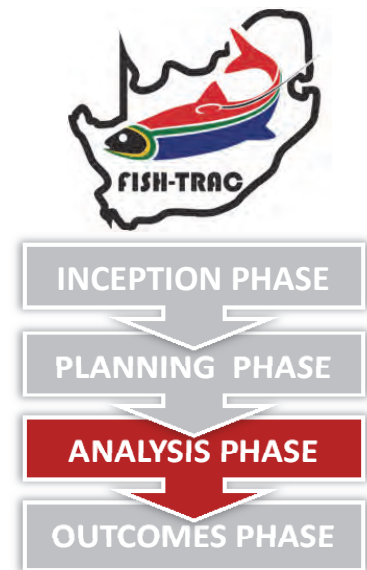 FISH-TRAC
INCEPTION PHASE
PLANNING PHASE
ANALYSIS PHASE
OUTCOMES PHASE